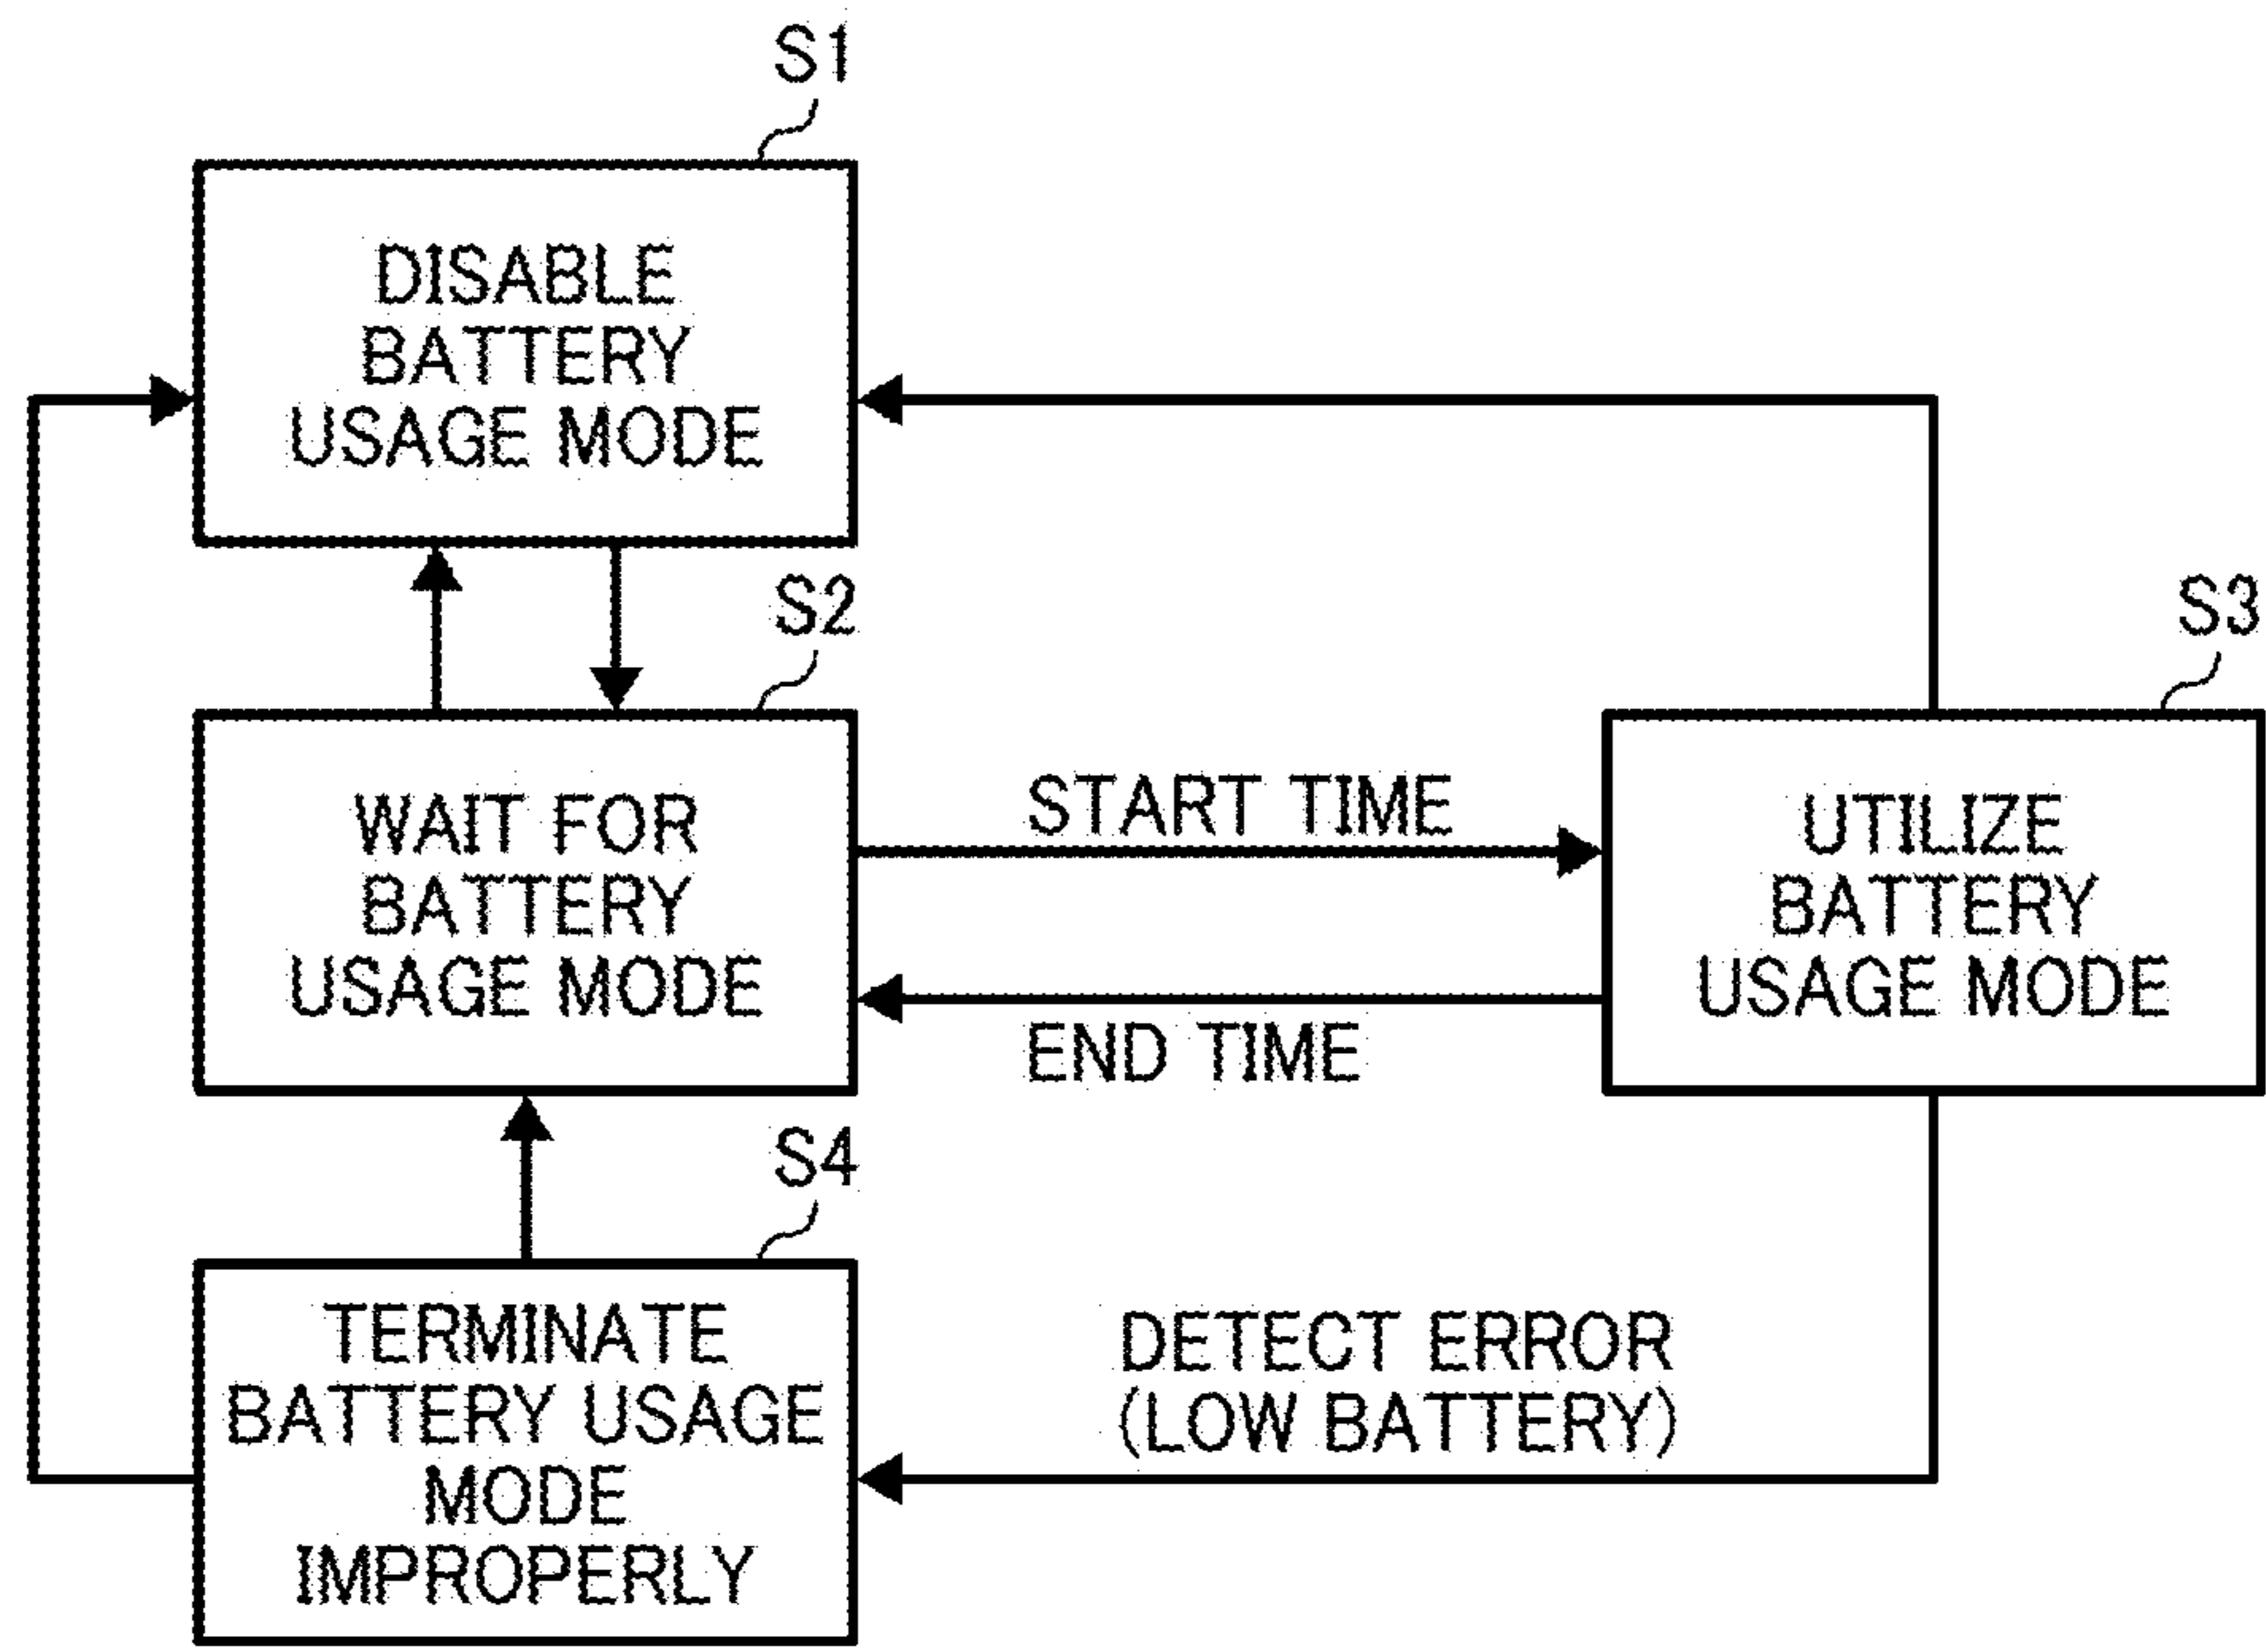 S1
DISABLE
BATTERY
USAGE MODE
S2
WAIT FOR
BATTERY
USAGE MODE
START TIME
END TIME
S3
UTILIZE
BATTERY
USAGE MODE
S4
TERMINATE
BATTERY USAGE
MODE
IMPROPERLY
DETECT ERROR
(LOW BATTERY)